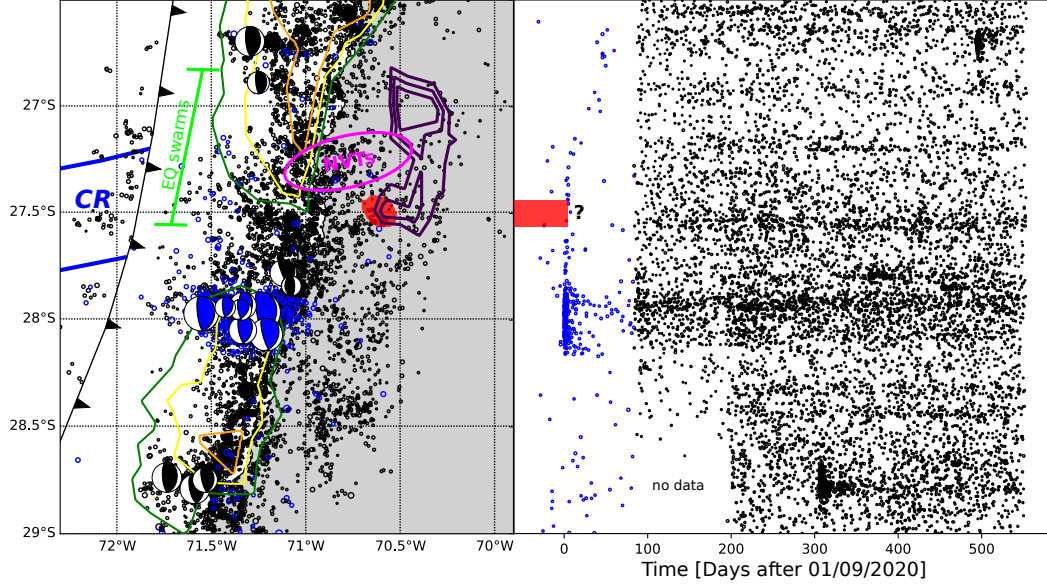 27°S
27.5°S
28°S
28.5°S
29°S
EQ swarms
CR
NVTs
?
no data
72°W
71.5°W
71°W
70.5°W
70°W
0
100
200
300
400
500
Time [Days after 01/09/2020]